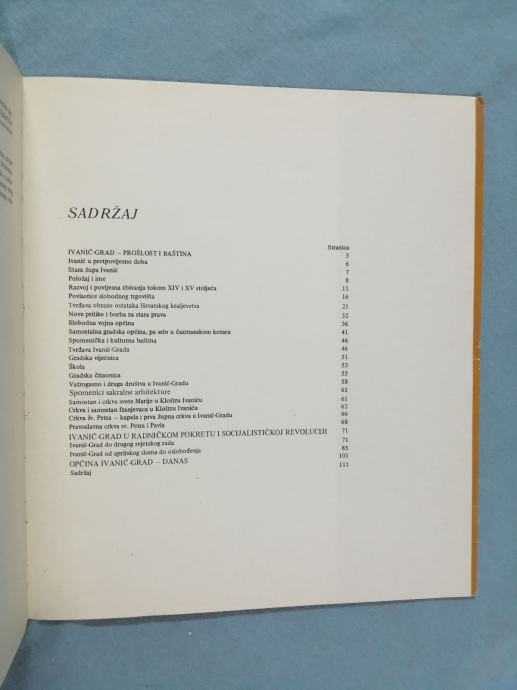 SADRŽAJ
Stranica
IVANIĆ-GRAD – PROŠLOST I BAŠTINA 5
Ivanić u pretpovijesno doba 6
Stara župa Ivanić 7
Položaj i ime 8
Razvoj i povijesna zbivanja tokom XIV i XV stoljeća 11
Povlastice slobodnog trgovišta 16
Tvrđava obrane ostataka Hrvatskog kraljevstva 21
Nove prilike i borba za stara prava 32
Slobodna vojna općina 36
Samostalna gradska općina, pa selo u čazmanskom kotaru 41
Spomenička i kulturna baština 46
Tvrđava Ivanić-Grada 46
Gradska vijećnica 51
Škola 53
Gradska čitaonica 55
Vatrogasno i druga društva u Ivanić-Gradu 58
Spomenici sakralne arhitekture 61
Samostan i crkva svete Marije u Kloštru Ivaniću 61
Crkva i samostan franjevaca u Kloštru Ivaniću 62
Crkva šv. Petra – kapela i prva župna crkva u Ivanić-Gradu 66
Pravoslavna crkva sv. Petra i Pavla 68
IVANIĆ-GRAD U RADNIČKOM POKRETU I SOCIJALISTIČKOJ REVOLUCIJI 71
Ivanić-Grad do drugog svjetskog rada 71
Ivanić-Grad od aprilskog sloma do oslobođenja 85
OPĆINA IVANIĆ-GRAD – DANAS 101
Sadržaj 111